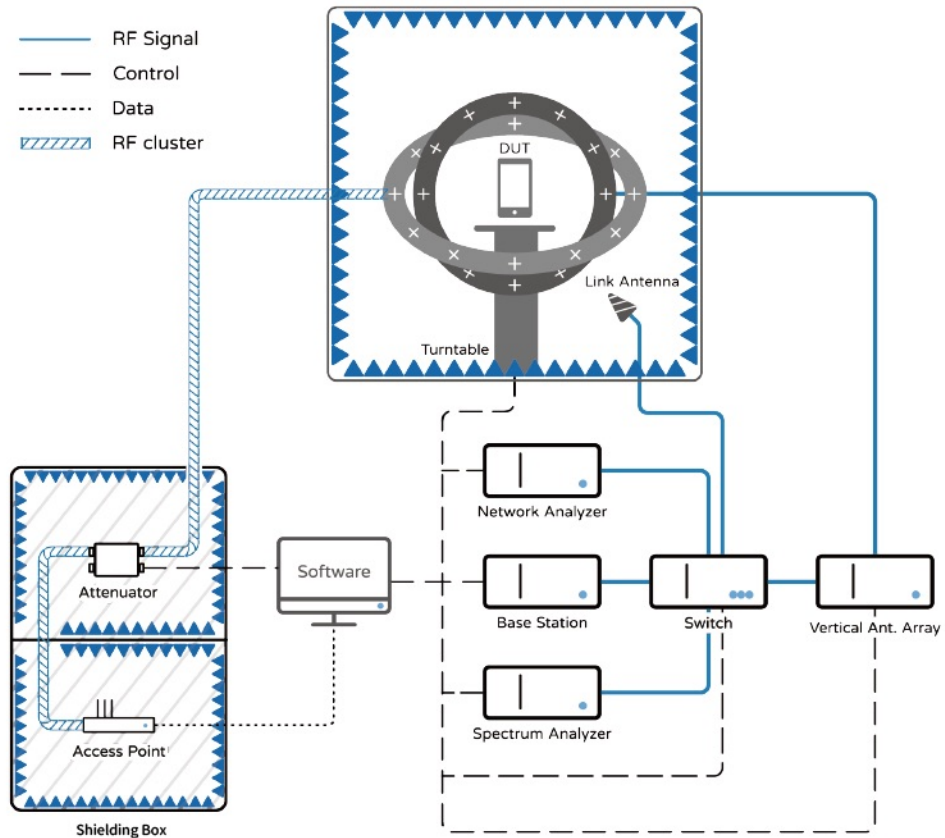 RF Signal
Control
Data
RF cluster
DUT
Link Antenna
Turntable
Network Analyzer
Software
Attenuator
Base Station
Switch
Vertical Ant. Array
Spectrum Analyzer
Access Point
Shielding Box